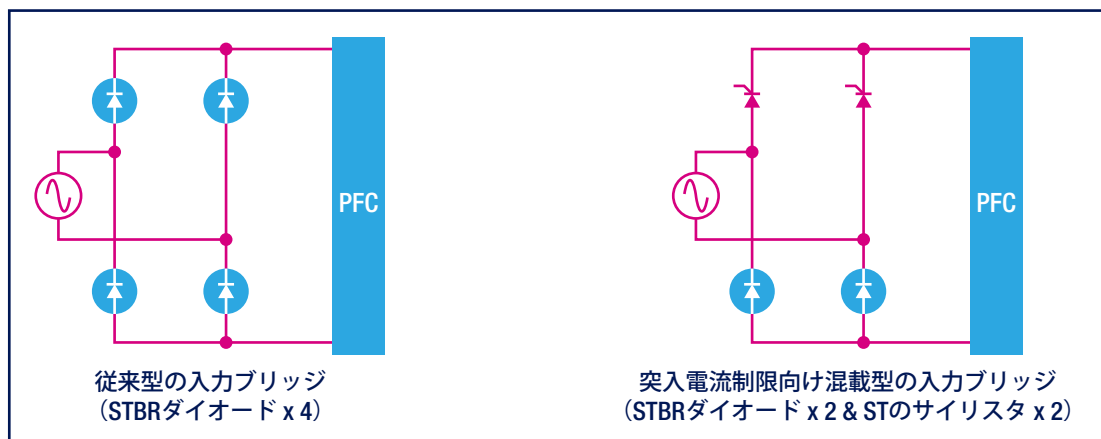 PFC
従来型の入力ブリッジ
（STBRダイオード x 4）
PFC
突入電流制限向け混載型の入力ブリッジ
（STBRダイオード x 2 & STのサイリスタ x 2）